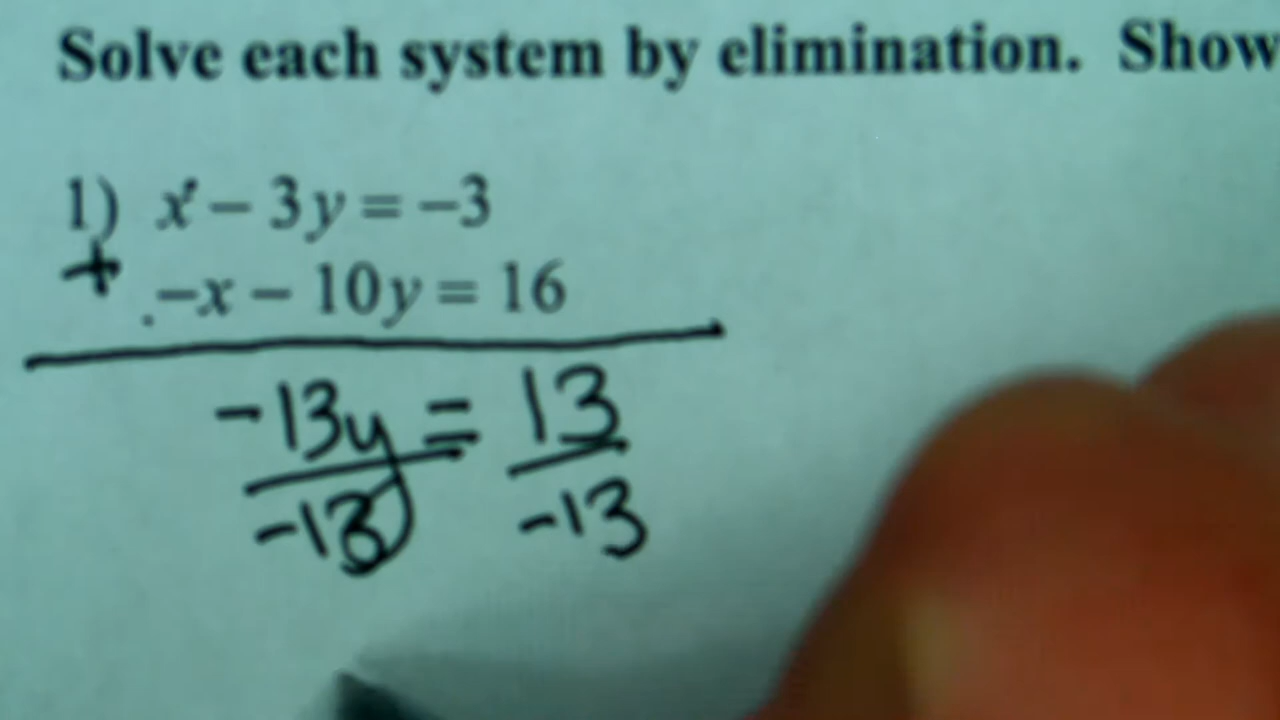 Solve each system by elimination. Show
1) x - 3y = -3
+ -x - 10y = 16
-13y = 13
-13 -13